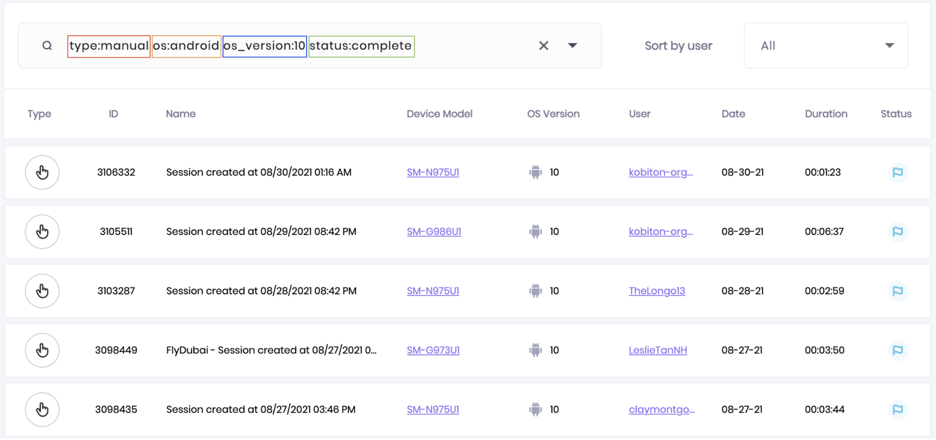 type:manual os:android os_version:10 status:complete Sort by user All
Type ID Name Device Model OS Version User Date Duration Status
3106332 Session created at 08/30/2021 01:16 AM SM-N975U1 10 kobiton-org... 08-30-21 00:01:23
3105511 Session created at 08/29/2021 08:42 PM SM-G986U1 10 kobiton-org... 08-29-21 00:06:37
3103287 Session created at 08/28/2021 08:42 PM SM-N975U1 10 TheLongo13 08-28-21 00:02:59
3098449 FlyDubai - Session created at 08/27/2021 0... SM-G973U1 10 LeslieTanNH 08-27-21 00:03:50
3098435 Session created at 08/27/2021 03:46 PM SM-N975U1 10 claymontgo... 08-27-21 00:03:44